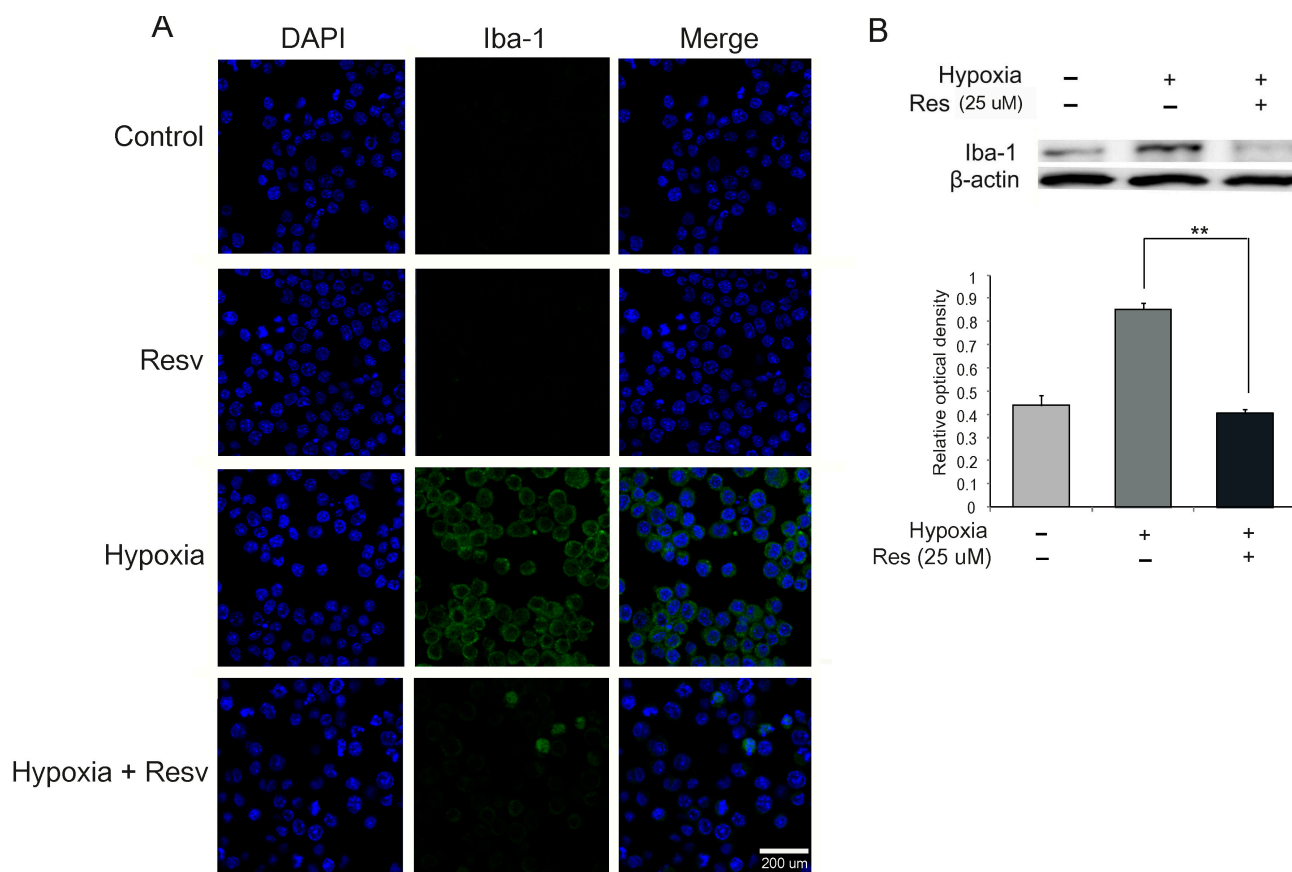 A
DAPI Iba-1 Merge
Control
Resv
Hypoxia
Hypoxia + Resv
200 um
B
Hypoxia – + +
Res (25 uM) – – +
Iba-1
β-actin
**
Relative optical density
1
0.9
0.8
0.7
0.6
0.5
0.4
0.3
0.2
0.1
0
Hypoxia – + +
Res (25 uM) – – +